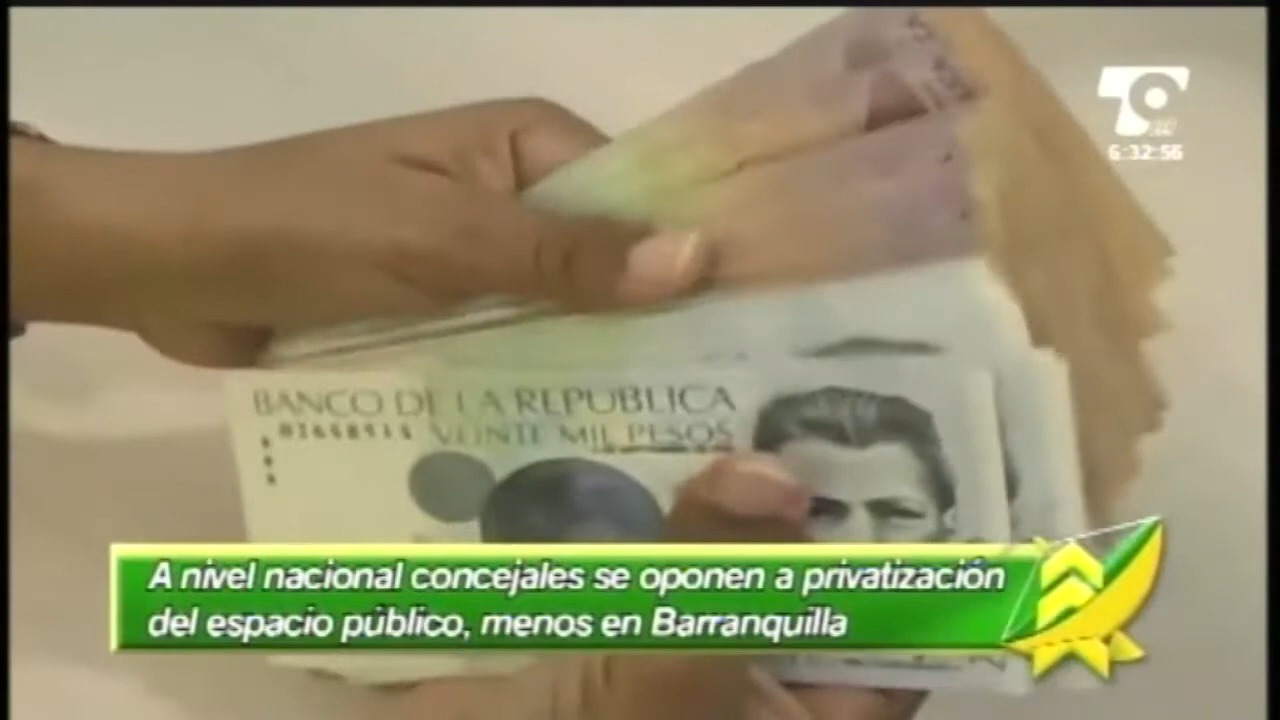 TO
6:32:56
BANCO DE LA REPUBLICA
VEINTE MIL PESOS
A nivel nacional concejales se oponen a privatización
del espacio público, menos en Barranquilla